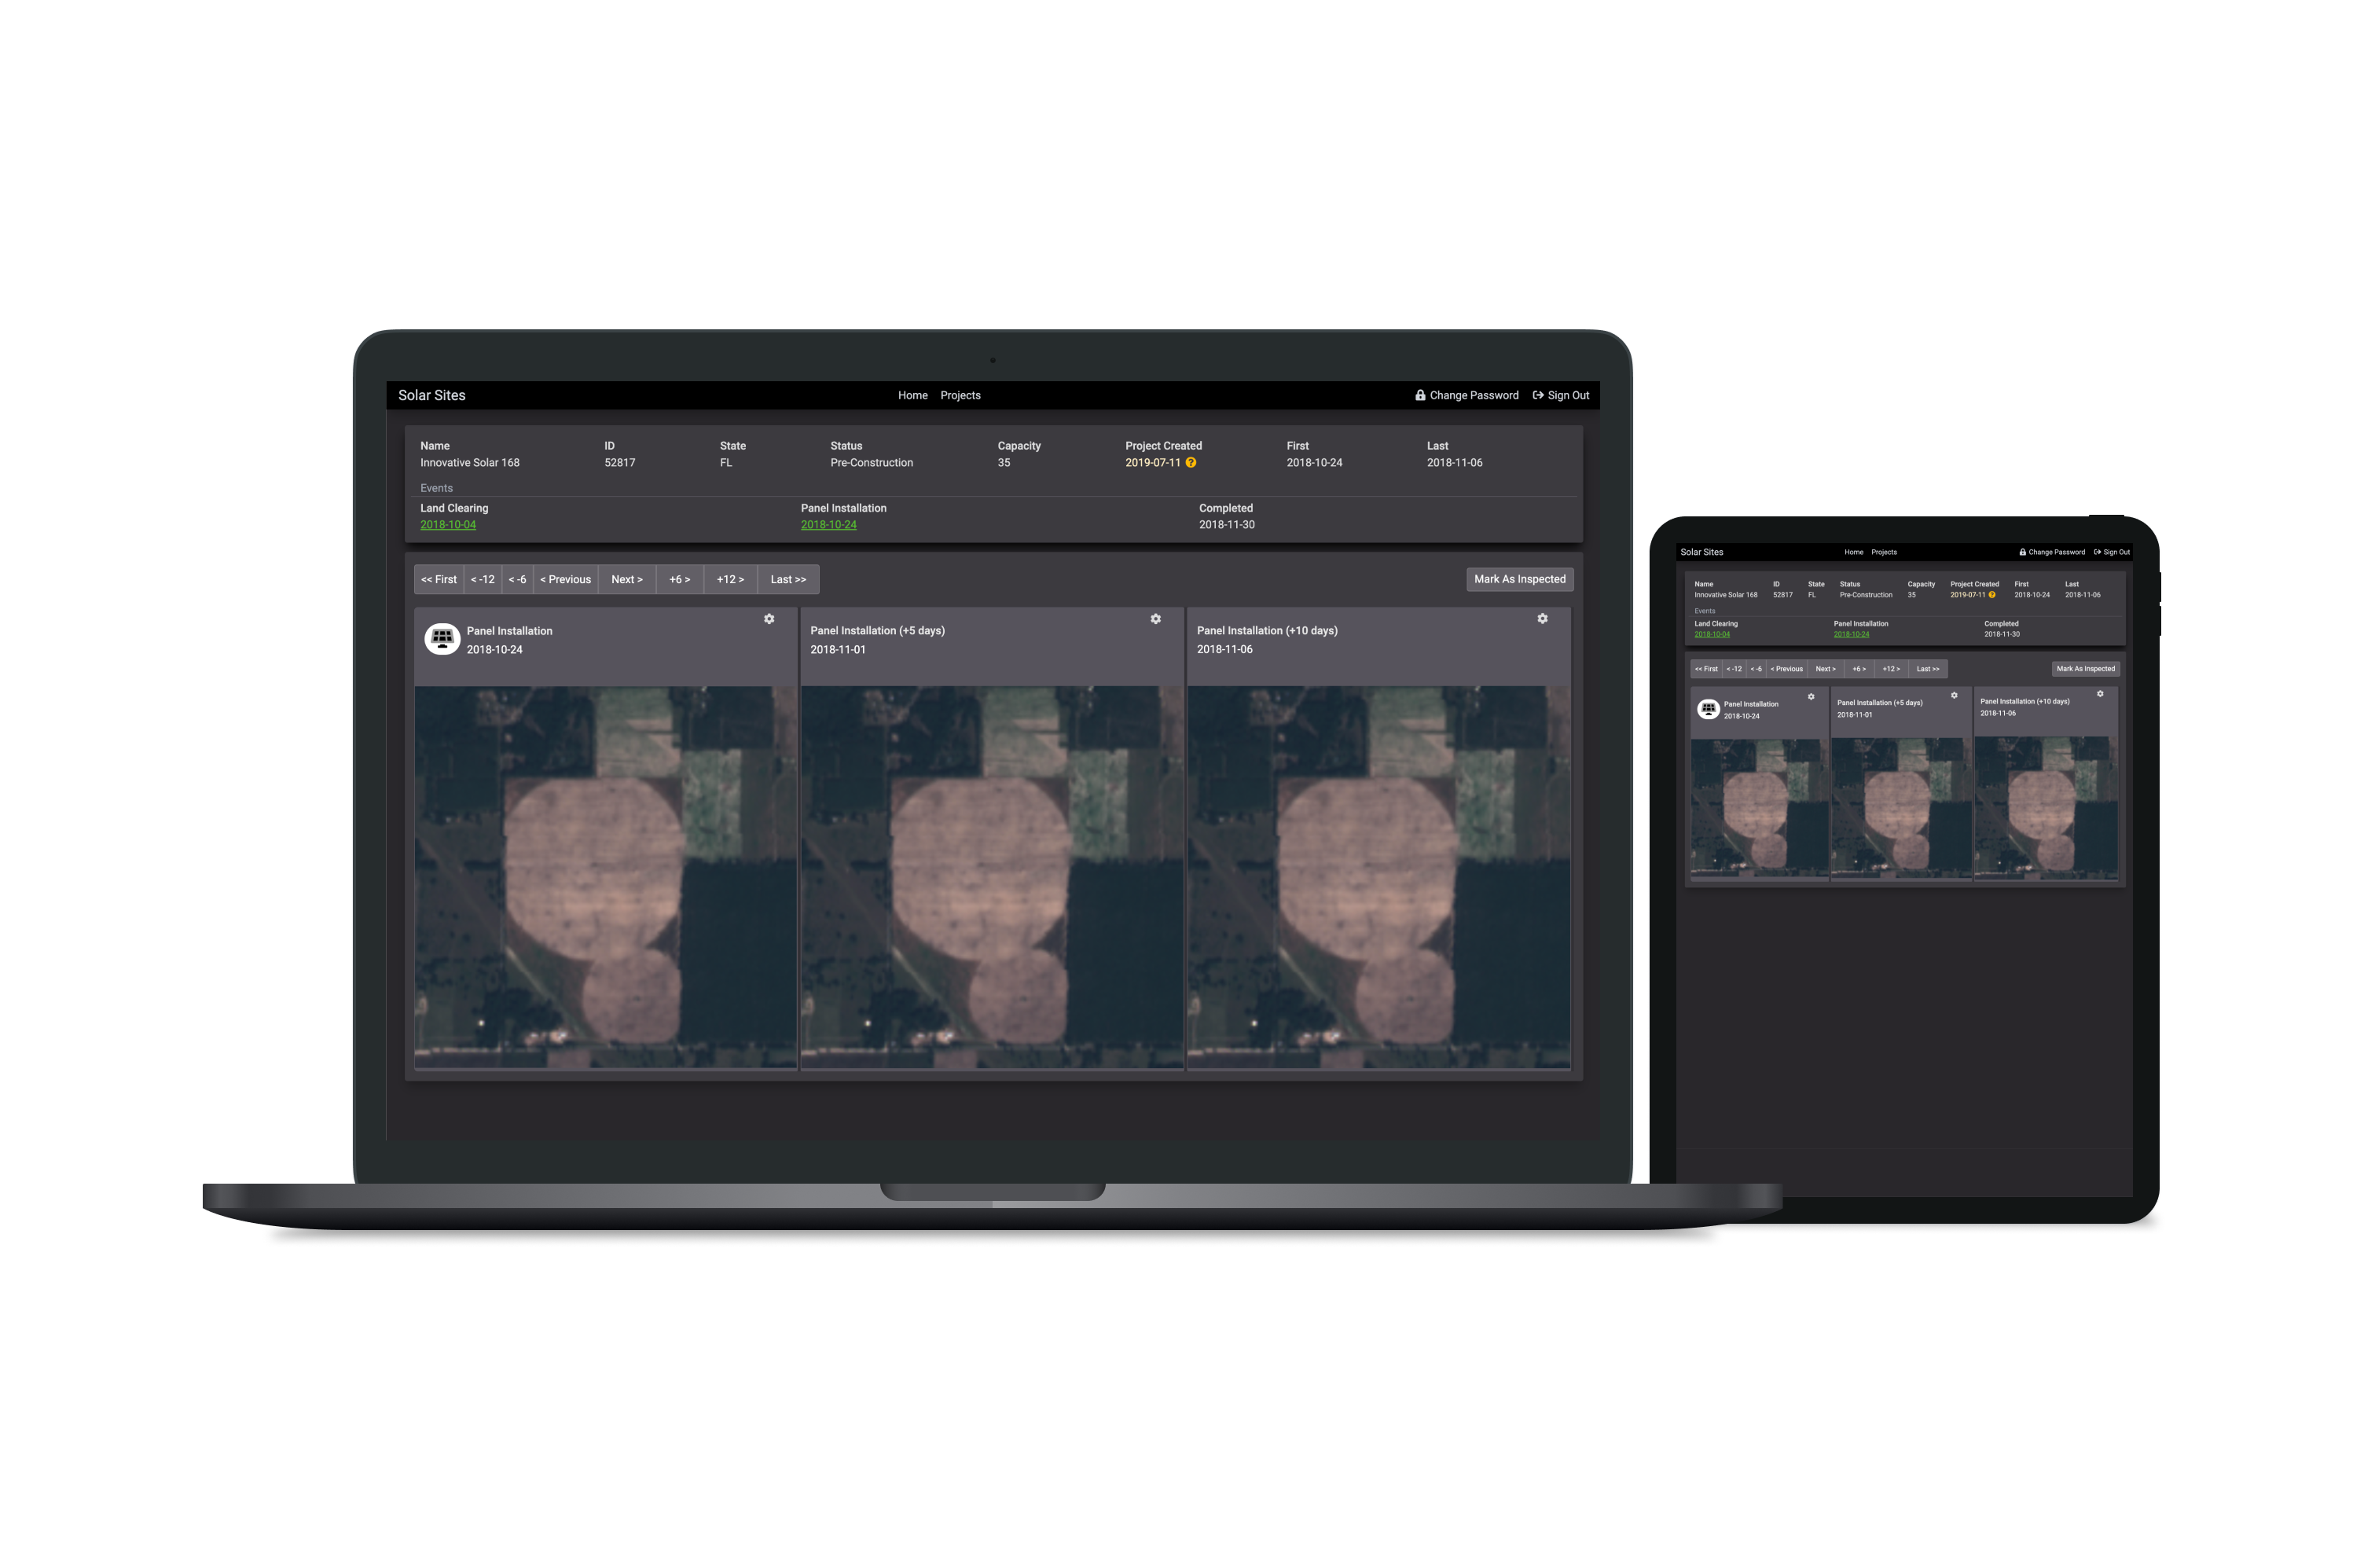 Solar Sites Home Projects Change Password Sign Out
Name ID State Status Capacity Project Created First Last
Innovative Solar 168 52817 FL Pre-Construction 35 2019-07-11 ? 2018-10-24 2018-11-06
Events
Land Clearing Panel Installation Completed
2018-10-04 2018-10-24 2018-11-30
<< First < -12 < -6 < Previous Next > +6 > +12 > Last >> Mark As Inspected
Panel Installation Panel Installation (+5 days) Panel Installation (+10 days)
2018-10-24 2018-11-01 2018-11-06
Solar Sites Home Projects Change Password Sign Out
Name ID State Status Capacity Project Created First Last
Innovative Solar 168 52817 FL Pre-Construction 35 2019-07-11 ? 2018-10-24 2018-11-06
Events
Land Clearing Panel Installation Completed
2018-10-04 2018-10-24 2018-11-30
<< First < -12 < -6 < Previous Next > +6 > +12 > Last >> Mark As Inspected
Panel Installation Panel Installation (+5 days) Panel Installation (+10 days)
2018-10-24 2018-11-01 2018-11-06